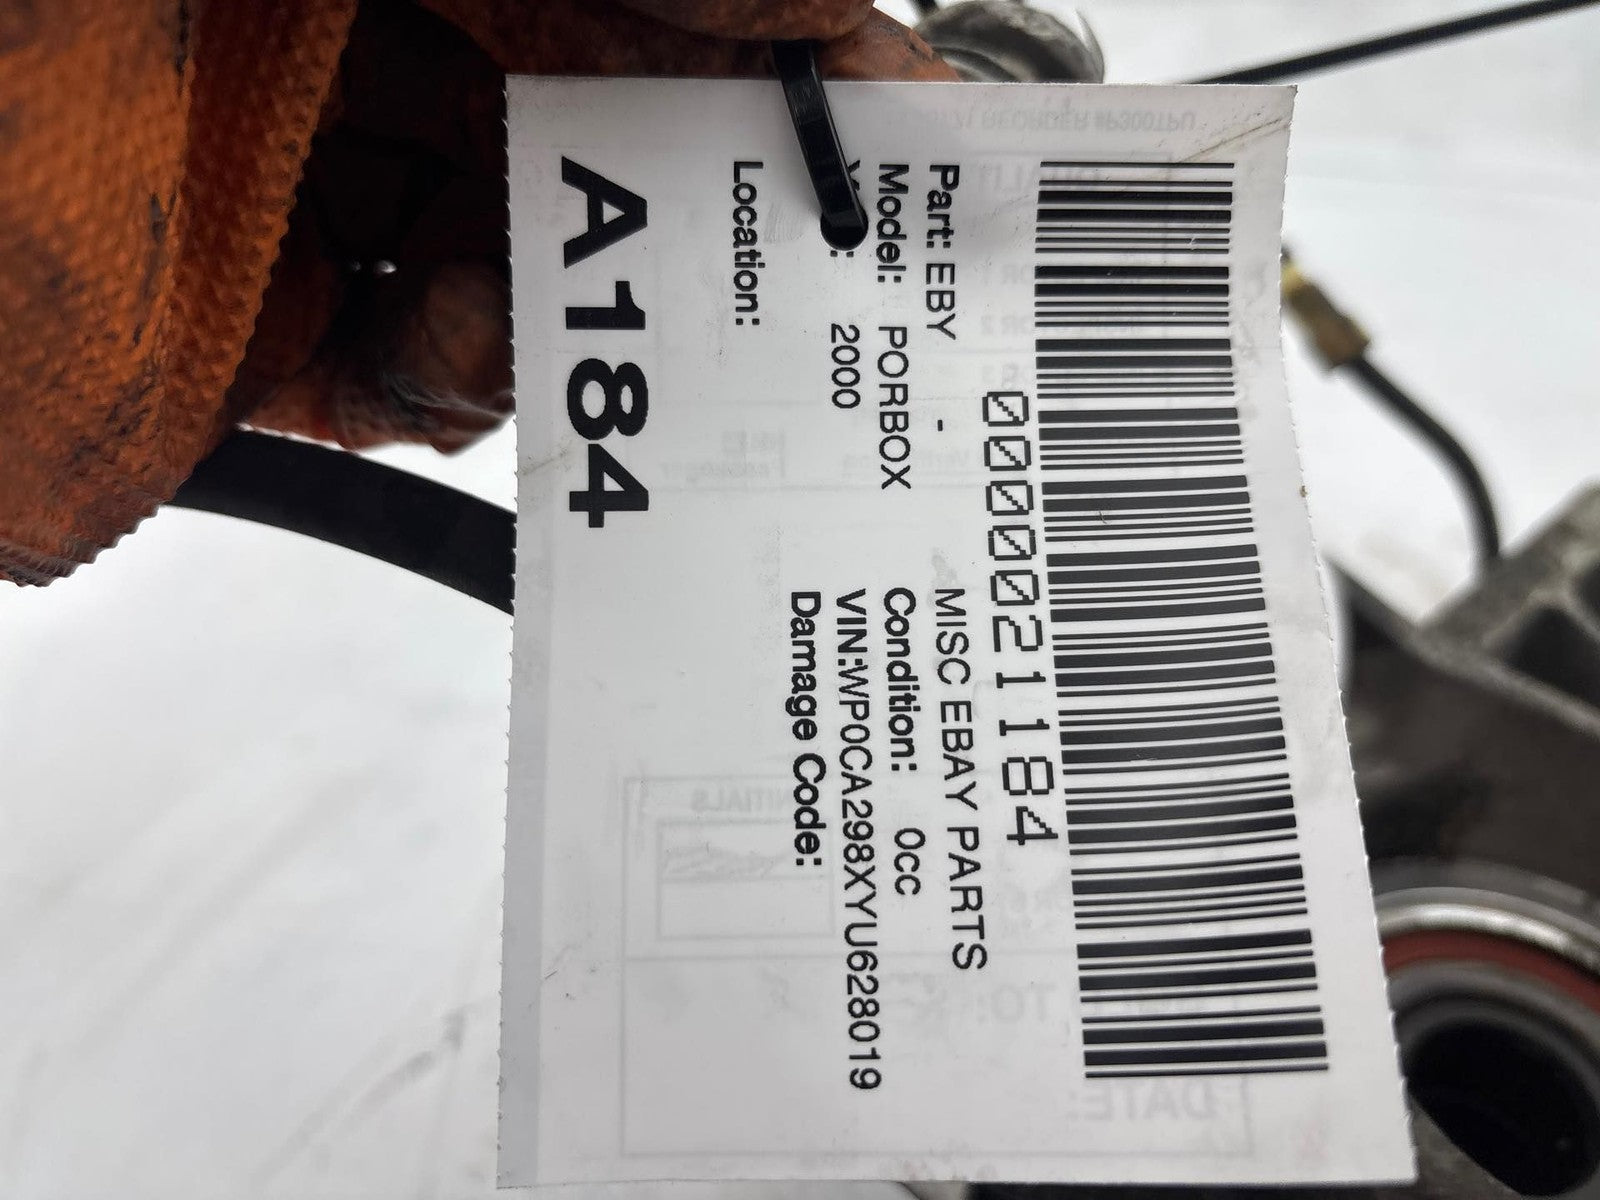 0000021184
Part: EBY - MISC EBAY PARTS
Model: PORBOX Condition: 0cc
: 2000 VIN:WP0CA298XYU628019
Damage Code:
Location:
A184